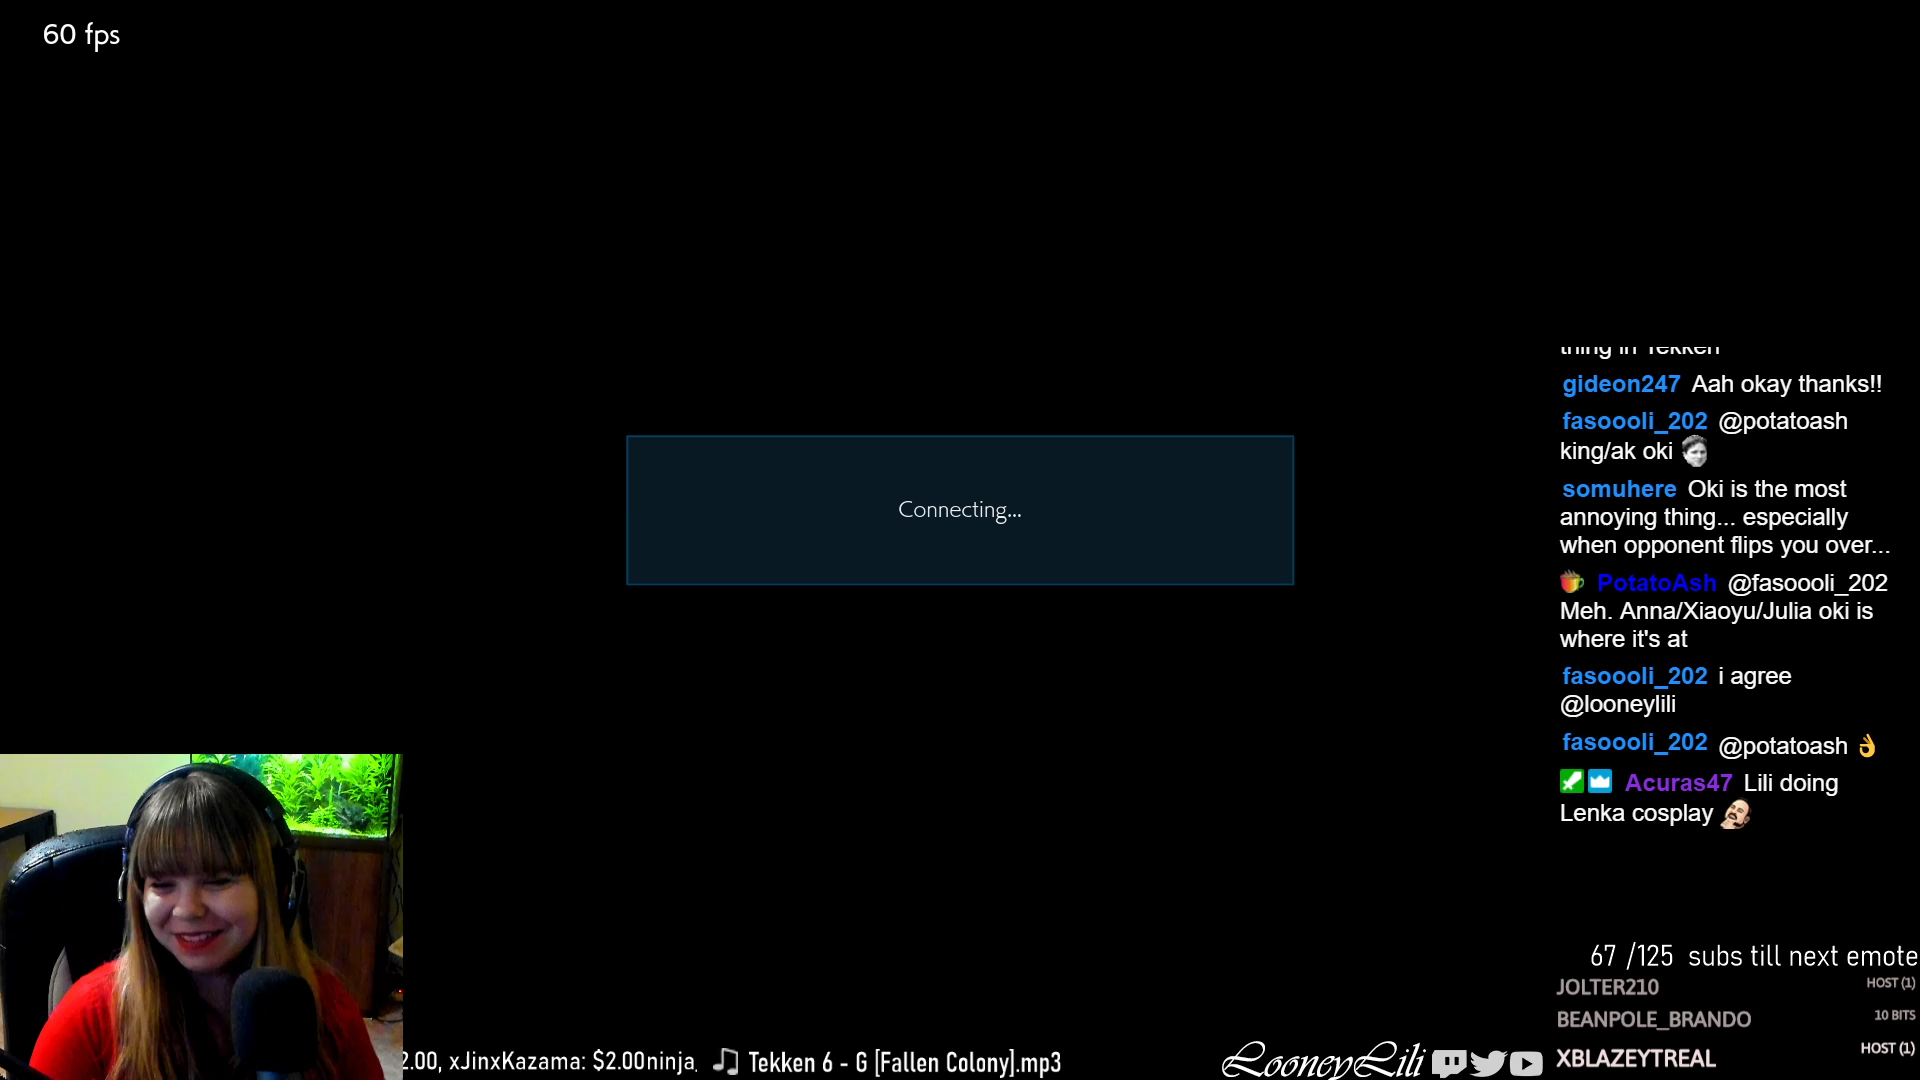 60 fps
thing in Tekken
gideon247 Aah okay thanks!!
fasoooli_202 @potatoash
king/ak oki
somuhere Oki is the most
annoying thing... especially
when opponent flips you over...
PotatoAsh @fasoooli_202
Meh. Anna/Xiaoyu/Julia oki is
where it's at
fasoooli_202 i agree
@looneylili
fasoooli_202 @potatoash
Acuras47 Lili doing
Lenka cosplay
Connecting...
67 /125 subs till next emote
JOLTER210 HOST (1)
BEANPOLE_BRANDO 10 BITS
XBLAZEYTREAL HOST (1)
2.00, xJinxKazama: $2.00ninja,
Tekken 6 - G [Fallen Colony].mp3
LooneyLili